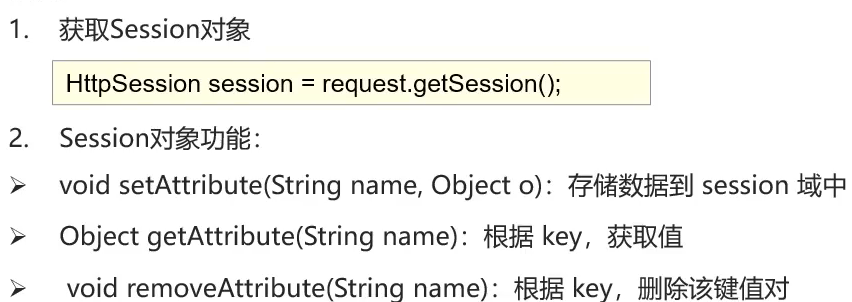 1. 获取Session对象
HttpSession session = request.getSession();
2. Session对象功能：
➢ void setAttribute(String name, Object o)：存储数据到 session 域中
➢ Object getAttribute(String name)：根据 key，获取值
➢ void removeAttribute(String name)：根据 key，删除该键值对